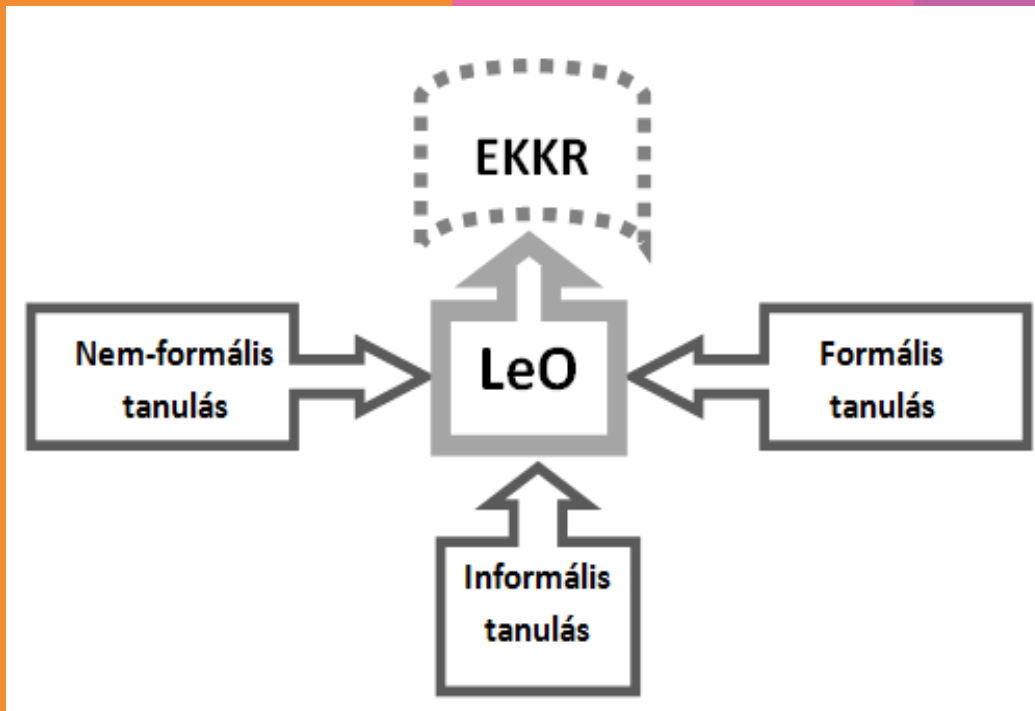 EKKR
Nem-formális
tanulás
LeO
Formális
tanulás
Informális
tanulás